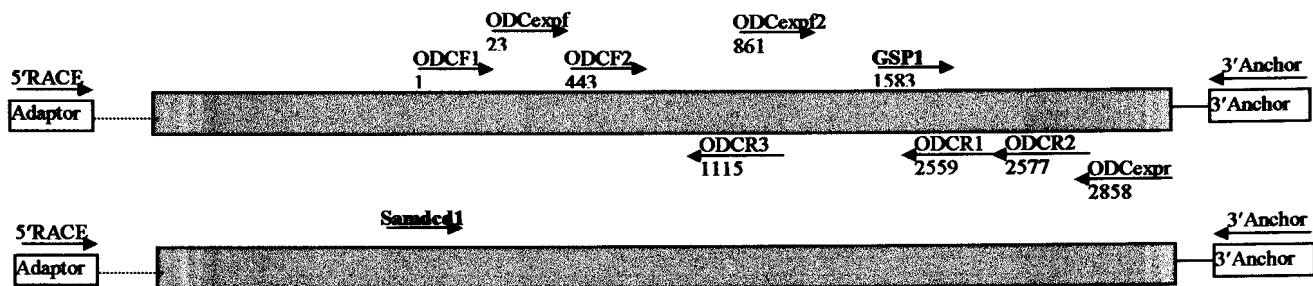 ODCexpf ODCexpf2
23 861
ODCF1 ODCF2 GSP1
5'RACE 1 443 1583 3'Anchor
Adaptor 3'Anchor
ODCR3 ODCR1 ODCR2
1115 2559 2577 ODCexpr
2858
Samdcd1
5'RACE 3'Anchor
Adaptor 3'Anchor